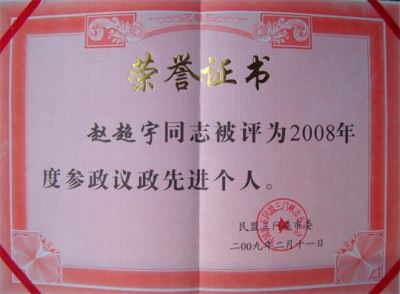 荣誉证书
赵超宇同志被评为2008年
度参政议政先进个人。
民盟三门峡市委
二00九年二月十一日